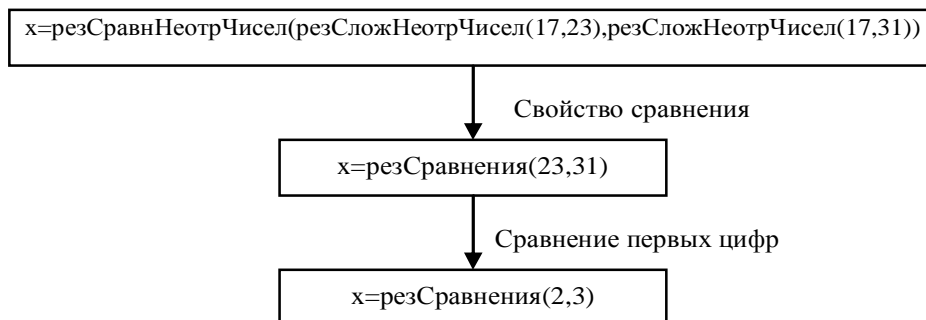 x=резСравнНеотрЧисел(резСложНеотрЧисел(17,23),резСложНеотрЧисел(17,31))
Свойство сравнения
x=резСравнения(23,31)
Сравнение первых цифр
x=резСравнения(2,3)